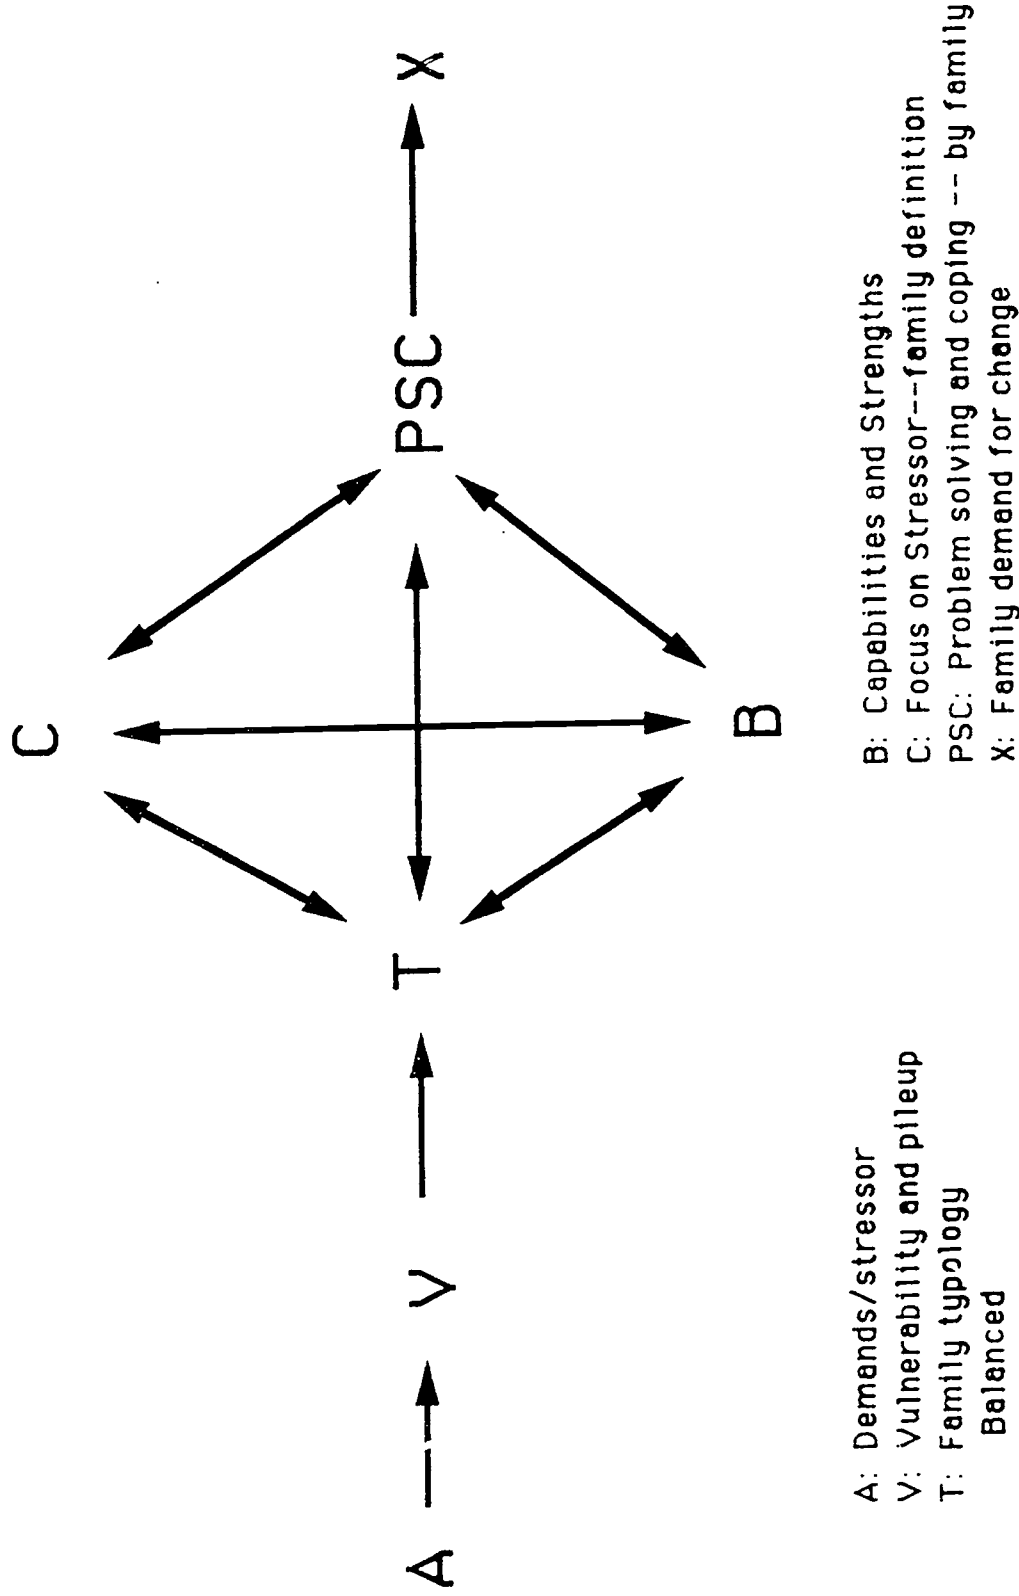 C
A V T PSC X
B
A: Demands/stressor
V: Vulnerability and pileup
T: Family typology
Balanced
B: Capabilities and Strengths
C: Focus on Stressor--family definition
PSC: Problem solving and coping -- by family
X: Family demand for change